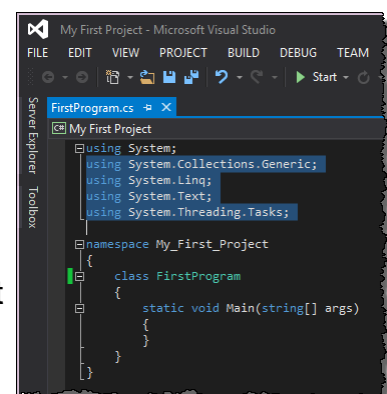 My First Project - Microsoft Visual Studio
FILE EDIT VIEW PROJECT BUILD DEBUG TEAM
Start
Server Explorer
Toolbox
FirstProgram.cs
C# My First Project
using System;
using System.Collections.Generic;
using System.Linq;
using System.Text;
using System.Threading.Tasks;
namespace My_First_Project
{
class FirstProgram
{
static void Main(string[] args)
{
}
}
}
t